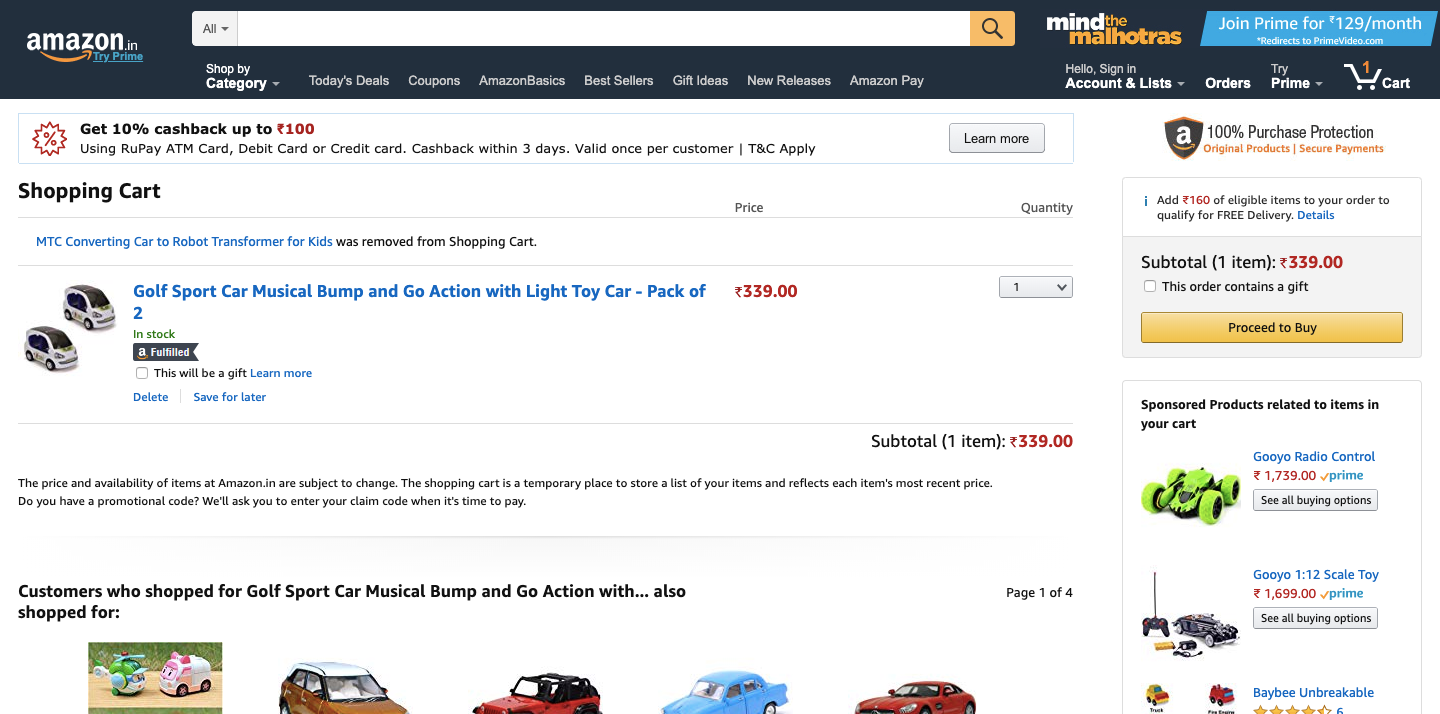 amazon.in
Try Prime
All
mind the
malhotras
Join Prime for ₹129/month
*Redirects to PrimeVideo.com
Shop by
Category
Today's Deals
Coupons
AmazonBasics
Best Sellers
Gift Ideas
New Releases
Amazon Pay
Hello, Sign in
Account & Lists
Orders
Try
Prime
1
Cart
Get 10% cashback up to ₹100
Using RuPay ATM Card, Debit Card or Credit card. Cashback within 3 days. Valid once per customer | T&C Apply
Learn more
100% Purchase Protection
Original Products | Secure Payments
Shopping Cart
Price
Quantity
MTC Converting Car to Robot Transformer for Kids was removed from Shopping Cart.
Golf Sport Car Musical Bump and Go Action with Light Toy Car - Pack of
2
₹339.00
1
In stock
a Fulfilled
This will be a gift Learn more
Delete
Save for later
Subtotal (1 item): ₹339.00
The price and availability of items at Amazon.in are subject to change. The shopping cart is a temporary place to store a list of your items and reflects each item's most recent price.
Do you have a promotional code? We'll ask you to enter your claim code when it's time to pay.
Customers who shopped for Golf Sport Car Musical Bump and Go Action with... also
shopped for:
Page 1 of 4
Add ₹160 of eligible items to your order to
qualify for FREE Delivery. Details
Subtotal (1 item): ₹339.00
This order contains a gift
Proceed to Buy
Sponsored Products related to items in
your cart
Gooyo Radio Control
₹ 1,739.00 prime
See all buying options
Gooyo 1:12 Scale Toy
₹ 1,699.00 prime
See all buying options
Truck
Fire Engine
Baybee Unbreakable
6